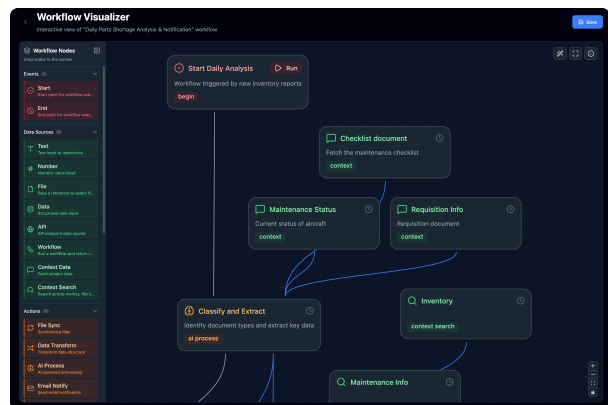 Workflow Visualizer
Interactive view of "Daily Parts Shortage Analysis & Notification" workflow
Save
Workflow Nodes
Drag nodes to the canvas
Events (2)
Start
Start point for workflow exec...
End
End point for workflow exec...
Data Sources (8)
Text
Text input or instruction
Number
Numeric value input
File
Pass a reference to select fil...
Data
Structured data input
API
API endpoint data source
Workflow
Run a workflow and return r...
Context Data
Fetch project data
Context Search
Search across memos, file s...
Actions (8)
File Sync
Synchronize files
Data Transform
Transform data structure
AI Process
AI-powered processing
Email Notify
Send email notification
Start Daily Analysis
Run
Workflow triggered by new inventory reports
begin
Checklist document
Fetch the maintenance checklist
context
Maintenance Status
Current status of aircraft
context
Requisition Info
Requisition document
context
Classify and Extract
Identify document types and extract key data
ai process
Inventory
context search
Maintenance Info